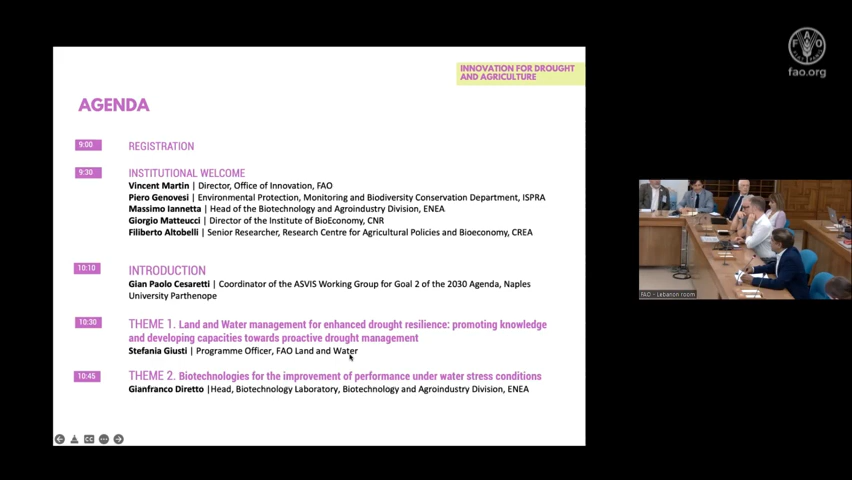 INNOVATION FOR DROUGHT
AND AGRICULTURE
AGENDA
9:00
REGISTRATION
9:30
INSTITUTIONAL WELCOME
Vincent Martin | Director, Office of Innovation, FAO
Piero Genovesi | Environmental Protection, Monitoring and Biodiversity Conservation Department, ISPRA
Massimo Iannetta | Head of the Biotechnology and Agroindustry Division, ENEA
Giorgio Matteucci | Director of the Institute of BioEconomy, CNR
Filiberto Altobelli | Senior Researcher, Research Centre for Agricultural Policies and Bioeconomy, CREA
10:10
INTRODUCTION
Gian Paolo Cesaretti | Coordinator of the ASVIS Working Group for Goal 2 of the 2030 Agenda, Naples
University Parthenope
10:30
THEME 1. Land and Water management for enhanced drought resilience: promoting knowledge
and developing capacities towards proactive drought management
Stefania Giusti | Programme Officer, FAO Land and Water
10:45
THEME 2. Biotechnologies for the improvement of performance under water stress conditions
Gianfranco Diretto |Head, Biotechnology Laboratory, Biotechnology and Agroindustry Division, ENEA
CC
FAO
fao.org
FAO - Lebanon room